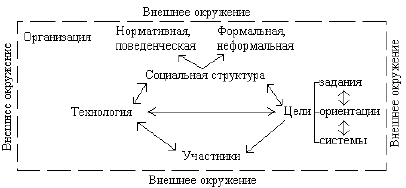 Внешнее окружение
Организация
Нормативная,
поведенческая
Формальная,
неформальная
Социальная структура
Внешнее окружение
Технология
Цели
задания
ориентации
системы
Внешнее окружение
Участники
Внешнее окружение